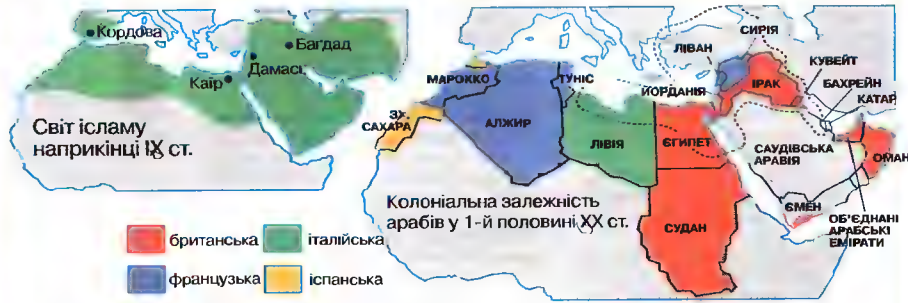 Кордова
Багдад
Дамаск
Каїр
Світ ісламу
наприкінці IX ст.
СИРІЯ
ЛІВАН
КУВЕЙТ
МАРОККО
ТУНІС
ІРАК
БАХРЕЙН
ЙОРДАНІЯ
КАТАР
ЗХ.
САХАРА
АЛЖИР
ЛІВІЯ
ЄГИПЕТ
САУДІВСЬКА
АРАВІЯ
ОМАН
Колоніальна залежність
арабів у 1-й половині XX ст.
ЄМЕН
ОБ'ЄДНАНІ
АРАБСЬКІ
ЕМІРАТИ
СУДАН
британська
італійська
французька
іспанська